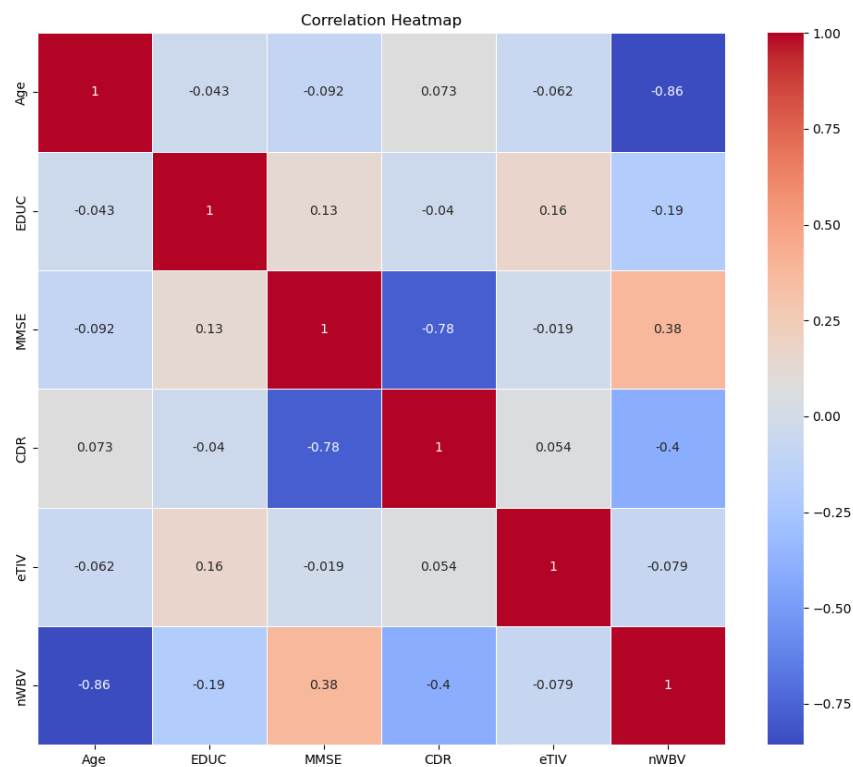 Correlation Heatmap
Age 1 -0.043 -0.092 0.073 -0.062 -0.86
EDUC -0.043 1 0.13 -0.04 0.16 -0.19
MMSE -0.092 0.13 1 -0.78 -0.019 0.38
CDR 0.073 -0.04 -0.78 1 0.054 -0.4
eTIV -0.062 0.16 -0.019 0.054 1 -0.079
nWBV -0.86 -0.19 0.38 -0.4 -0.079 1
Age EDUC MMSE CDR eTIV nWBV
1.00
0.75
0.50
0.25
0.00
−0.25
−0.50
−0.75